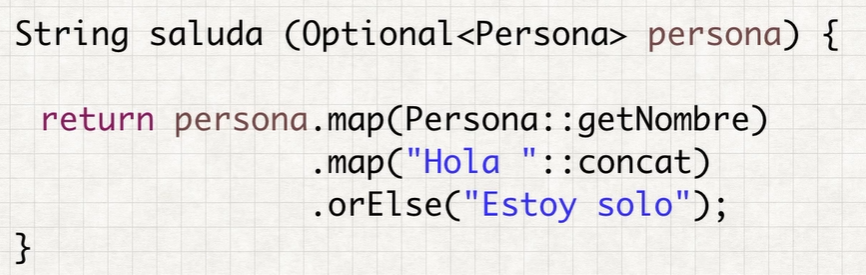 String saluda (Optional<Persona> persona) {
return persona.map(Persona::getNombre)
.map("Hola "::concat)
.orElse("Estoy solo");
}